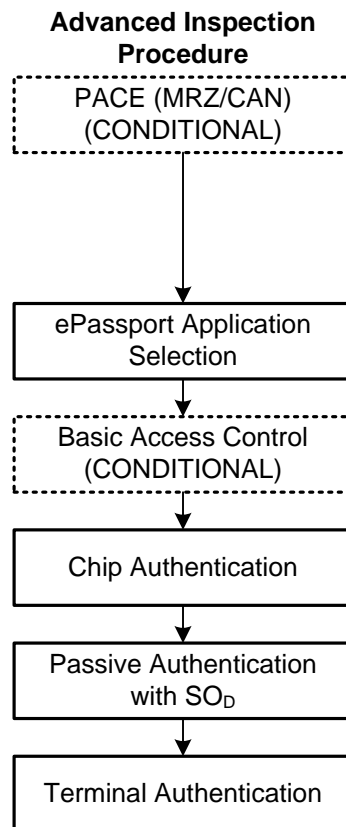 Advanced Inspection
Procedure
PACE (MRZ/CAN)
(CONDITIONAL)
ePassport Application
Selection
Basic Access Control
(CONDITIONAL)
Chip Authentication
Passive Authentication
with SO_D
Terminal Authentication